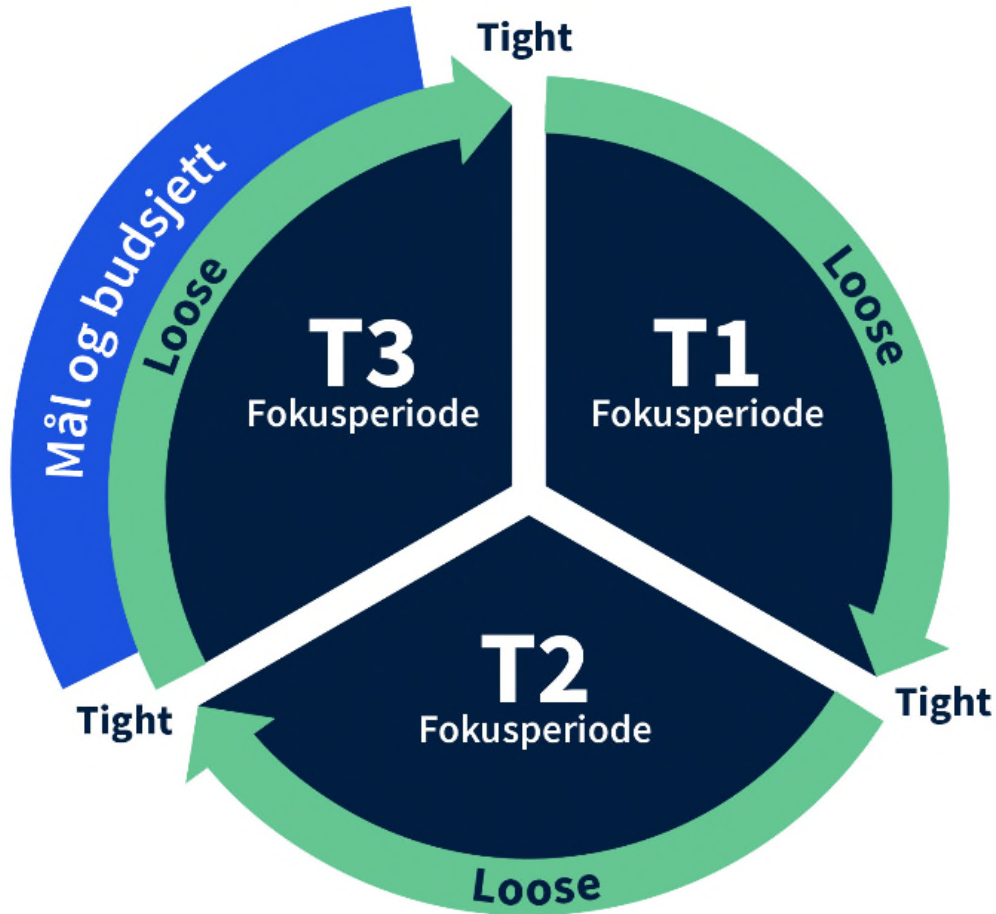 Tight
Mål og budsjett
Loose
Loose
T3
Fokusperiode
T1
Fokusperiode
T2
Fokusperiode
Tight
Tight
Loose